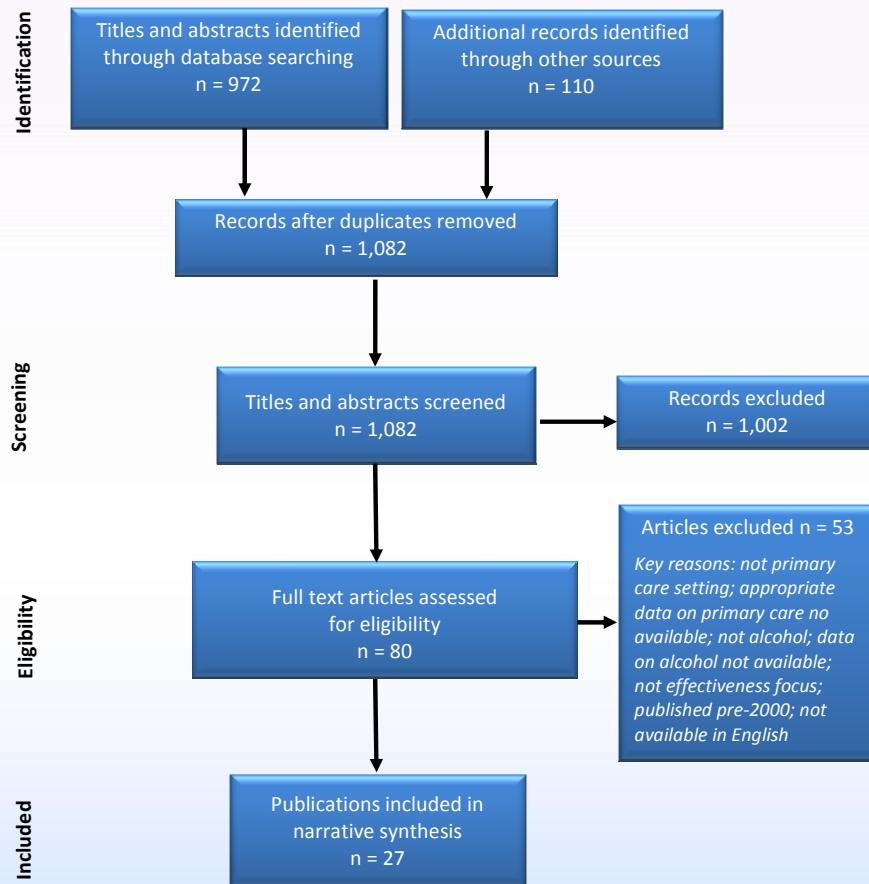 Identification
Titles and abstracts identified
through database searching
n = 972
Additional records identified
through other sources
n = 110
Records after duplicates removed
n = 1,082
Screening
Titles and abstracts screened
n = 1,082
Records excluded
n = 1,002
Eligibility
Full text articles assessed
for eligibility
n = 80
Articles excluded n = 53
Key reasons: not primary
care setting; appropriate
data on primary care no
available; not alcohol; data
on alcohol not available;
not effectiveness focus;
published pre-2000; not
available in English
Included
Publications included in
narrative synthesis
n = 27